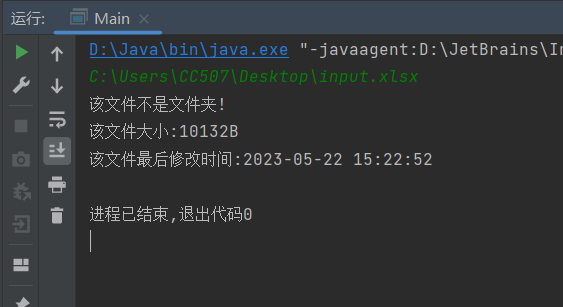 运行: Main
D:\Java\bin\java.exe "-javaagent:D:\JetBrains\I
C:\Users\CC507\Desktop\input.xlsx
该文件不是文件夹!
该文件大小:10132B
该文件最后修改时间:2023-05-22 15:22:52
进程已结束,退出代码0